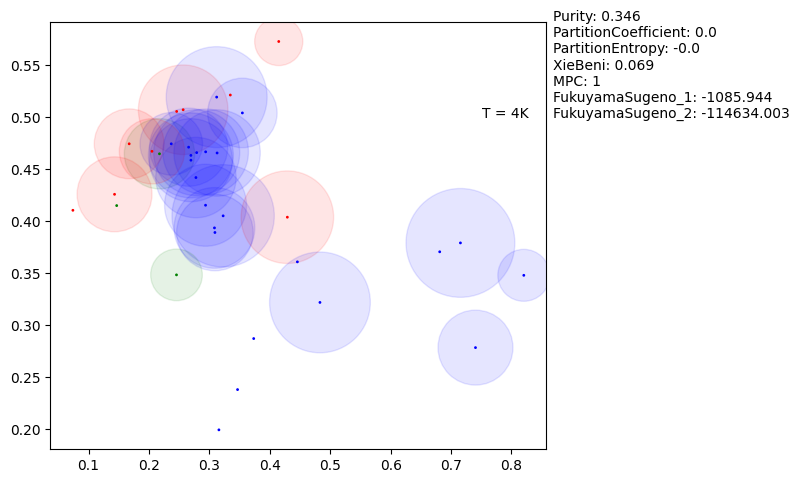 Purity: 0.346
PartitionCoefficient: 0.0
PartitionEntropy: -0.0
XieBeni: 0.069
MPC: 1
FukuyamaSugeno_1: -1085.944
FukuyamaSugeno_2: -114634.003
T = 4K
0.55
0.50
0.45
0.40
0.35
0.30
0.25
0.20
0.1 0.2 0.3 0.4 0.5 0.6 0.7 0.8